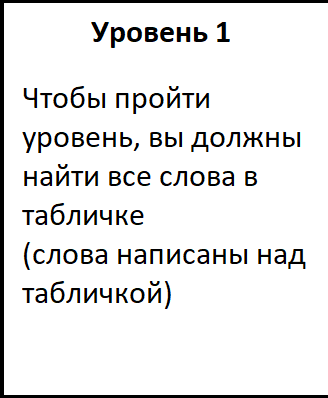 Уровень 1
Чтобы пройти
уровень, вы должны
найти все слова в
табличке
(слова написаны над
табличкой)